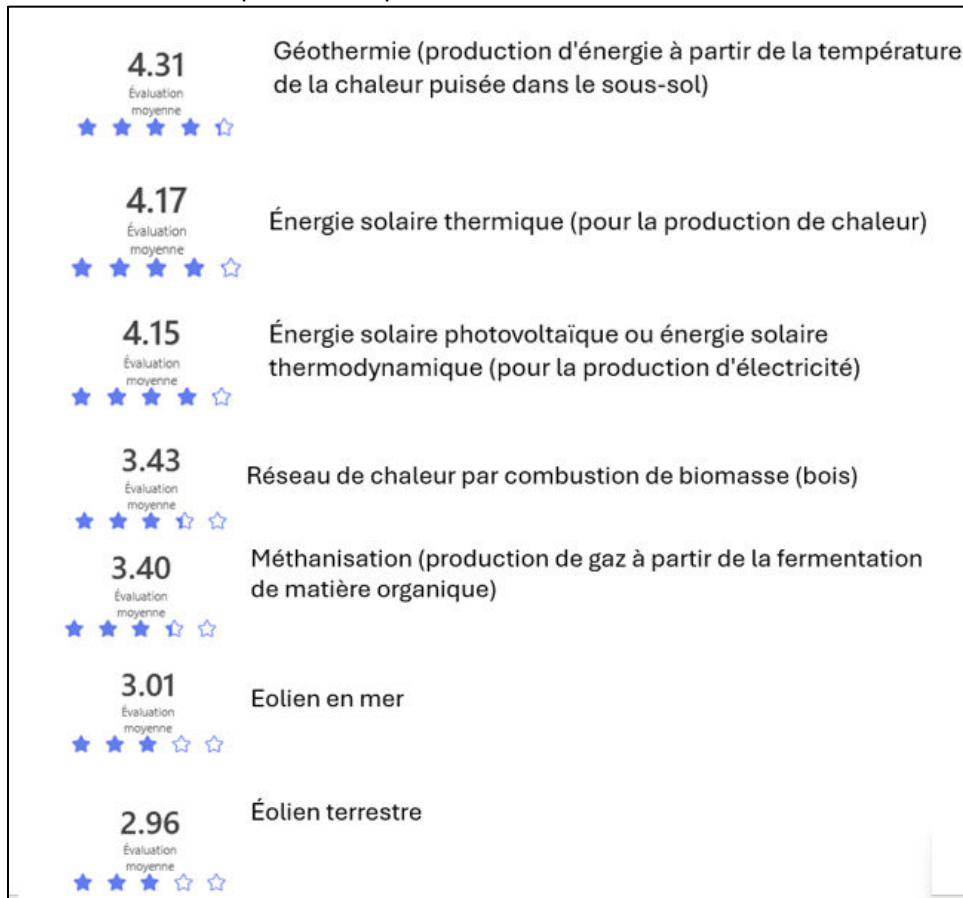 4.31
Évaluation
moyenne
Géothermie (production d'énergie à partir de la température
de la chaleur puisée dans le sous-sol)
4.17
Évaluation
moyenne
Énergie solaire thermique (pour la production de chaleur)
4.15
Évaluation
moyenne
Énergie solaire photovoltaïque ou énergie solaire
thermodynamique (pour la production d'électricité)
3.43
Évaluation
moyenne
Réseau de chaleur par combustion de biomasse (bois)
3.40
Évaluation
moyenne
Méthanisation (production de gaz à partir de la fermentation
de matière organique)
3.01
Évaluation
moyenne
Eolien en mer
2.96
Évaluation
moyenne
Éolien terrestre